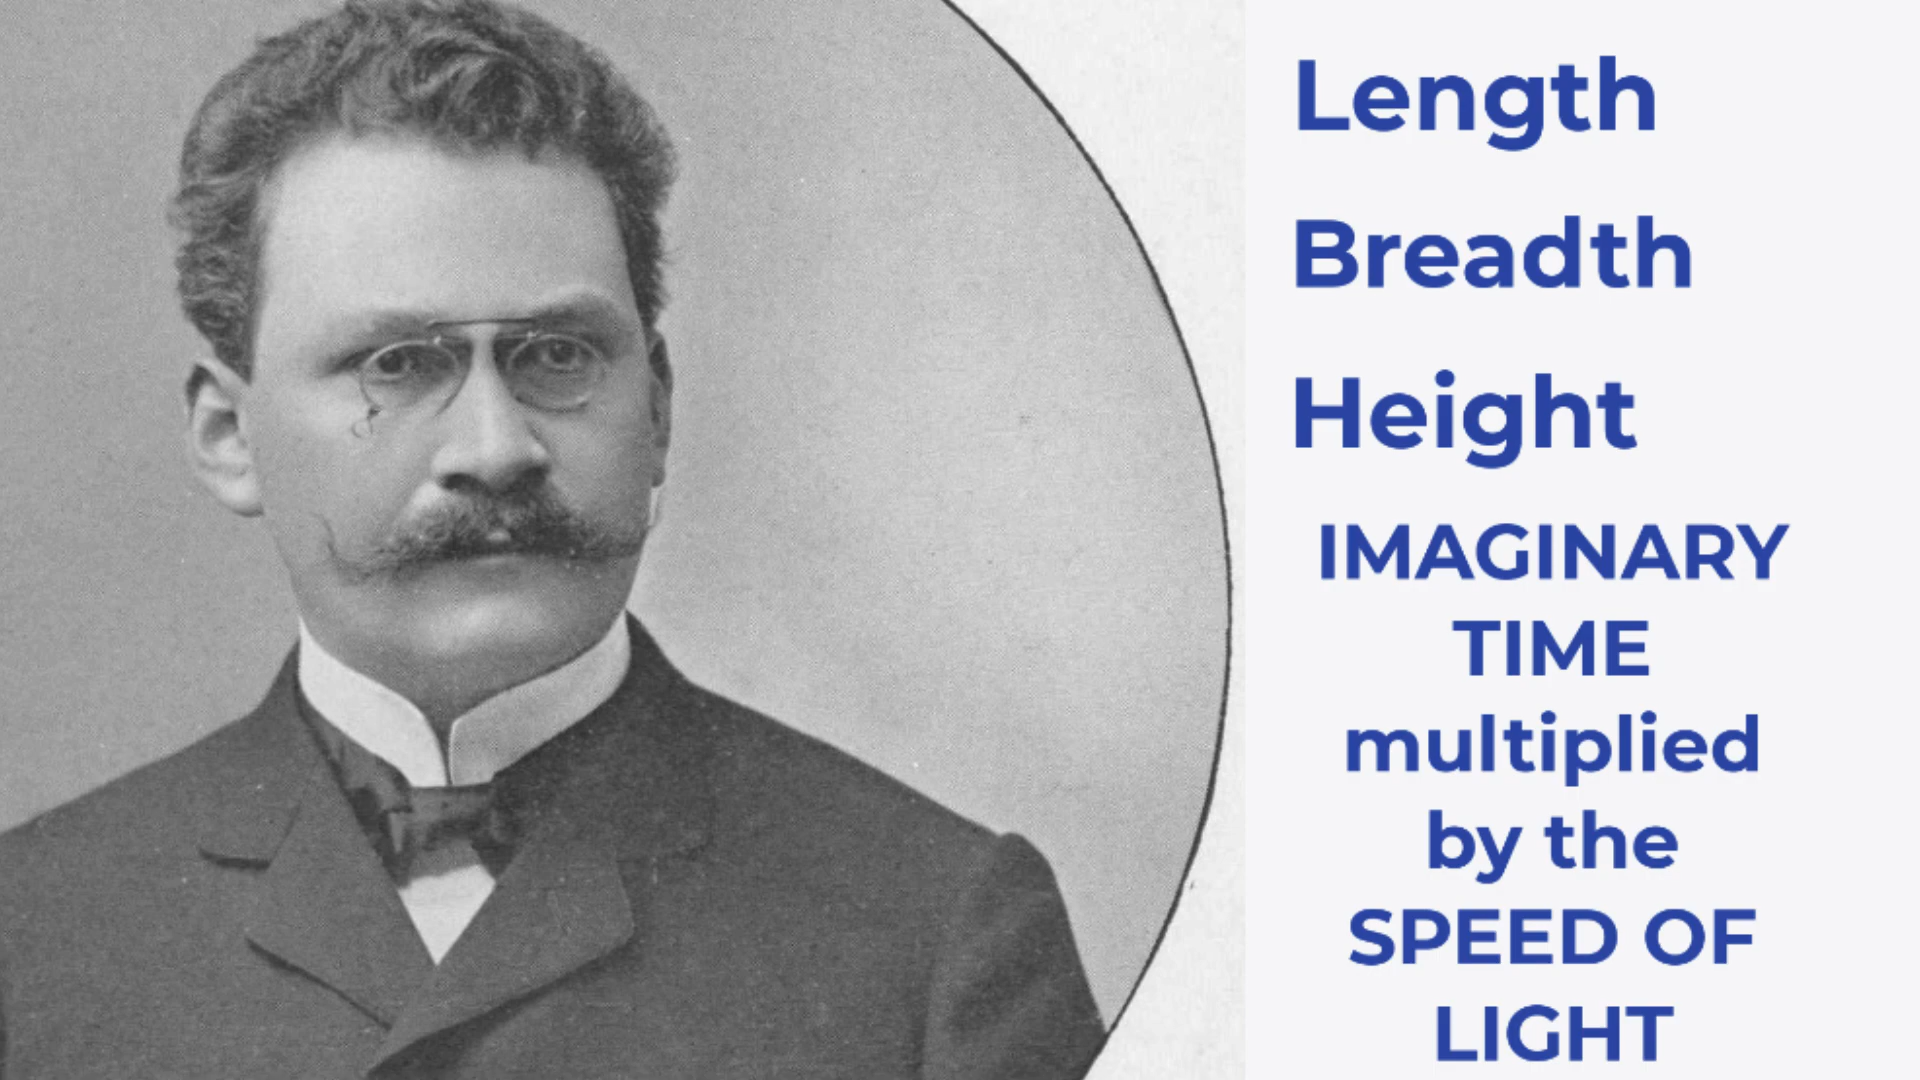 Length
Breadth
Height
IMAGINARY
TIME
multiplied
by the
SPEED OF
LIGHT